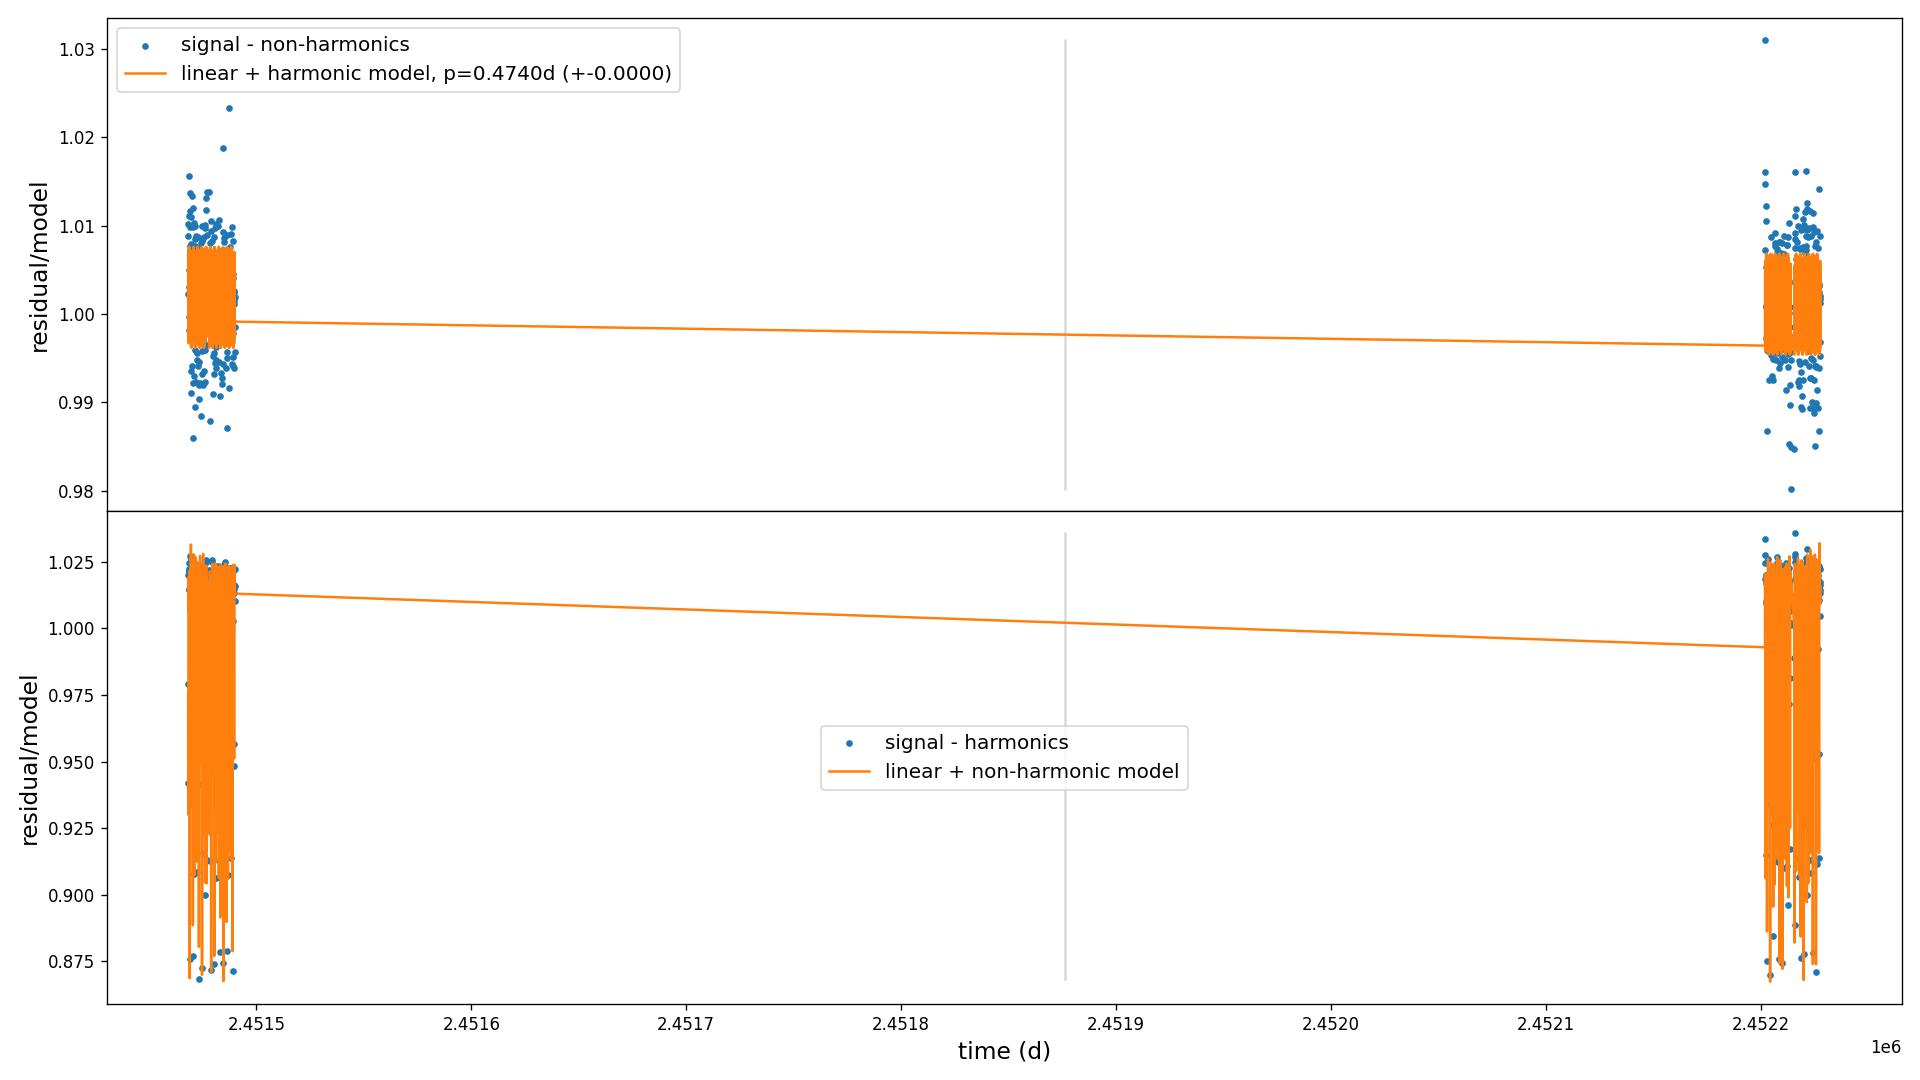 signal - non-harmonics
linear + harmonic model, p=0.4740d (+-0.0000)
residual/model
1.03
1.02
1.01
1.00
0.99
0.98
signal - harmonics
linear + non-harmonic model
residual/model
1.025
1.000
0.975
0.950
0.925
0.900
0.875
2.4515
2.4516
2.4517
2.4518
2.4519
2.4520
2.4521
2.4522
time (d)
1e6